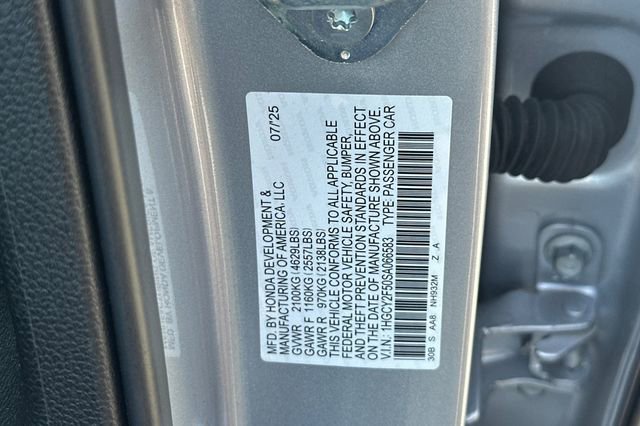 MFD. BY HONDA DEVELOPMENT & 07/25
MANUFACTURING OF AMERICA, LLC
GVWR 2100KG(4629LBS)
GAWR F 1160KG(2557LBS)
GAWR R 970KG(2138LBS)
THIS VEHICLE CONFORMS TO ALL APPLICABLE
FEDERAL MOTOR VEHICLE SAFETY, BUMPER,
AND THEFT PREVENTION STANDARDS IN EFFECT
ON THE DATE OF MANUFACTURE SHOWN ABOVE.
V.I.N.: 1HGCY2F50SA066583 TYPE: PASSENGER CAR
30B S AA8 NH932M Z A